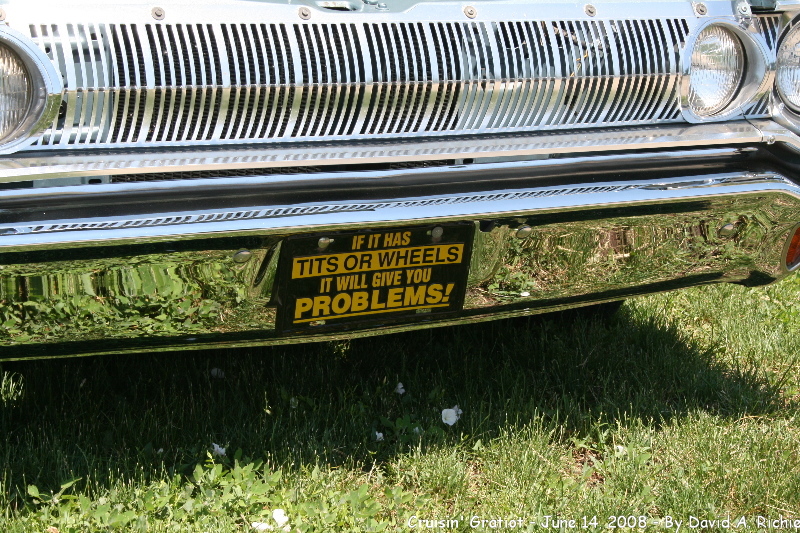 IF IT HAS
TITS OR WHEELS
IT WILL GIVE YOU
PROBLEMS!
Cruisin' Gratiot - June 14, 2008 - By David A. Richie